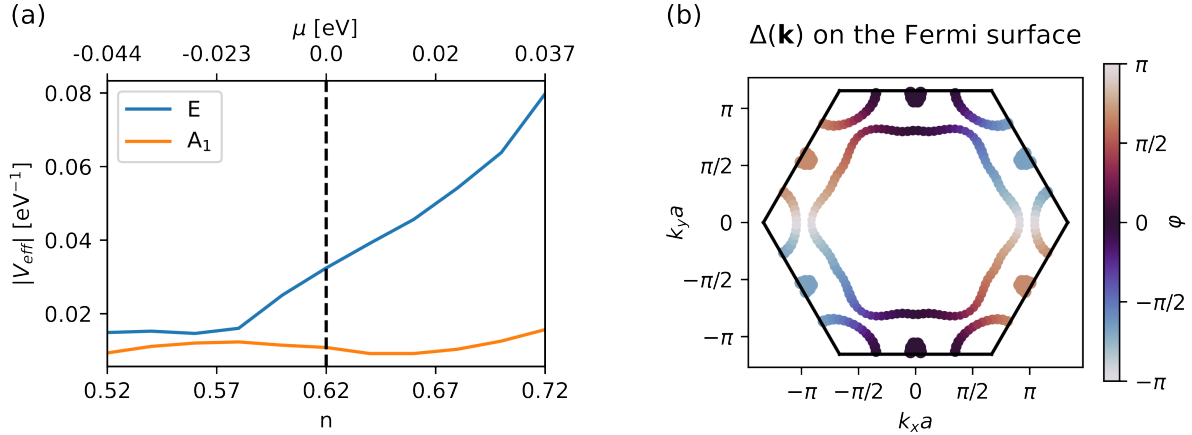 (a)
μ [eV]
-0.044 -0.023 0.0 0.02 0.037
0.08
0.06
0.04
0.02
|V_eff| [eV⁻¹]
E
A₁
0.52 0.57 0.62 0.67 0.72
n
(b)
Δ(k) on the Fermi surface
π
π/2
0
−π/2
−π
k_y a
−π −π/2 0 π/2 π
k_x a
π
π/2
0
−π/2
−π
φ